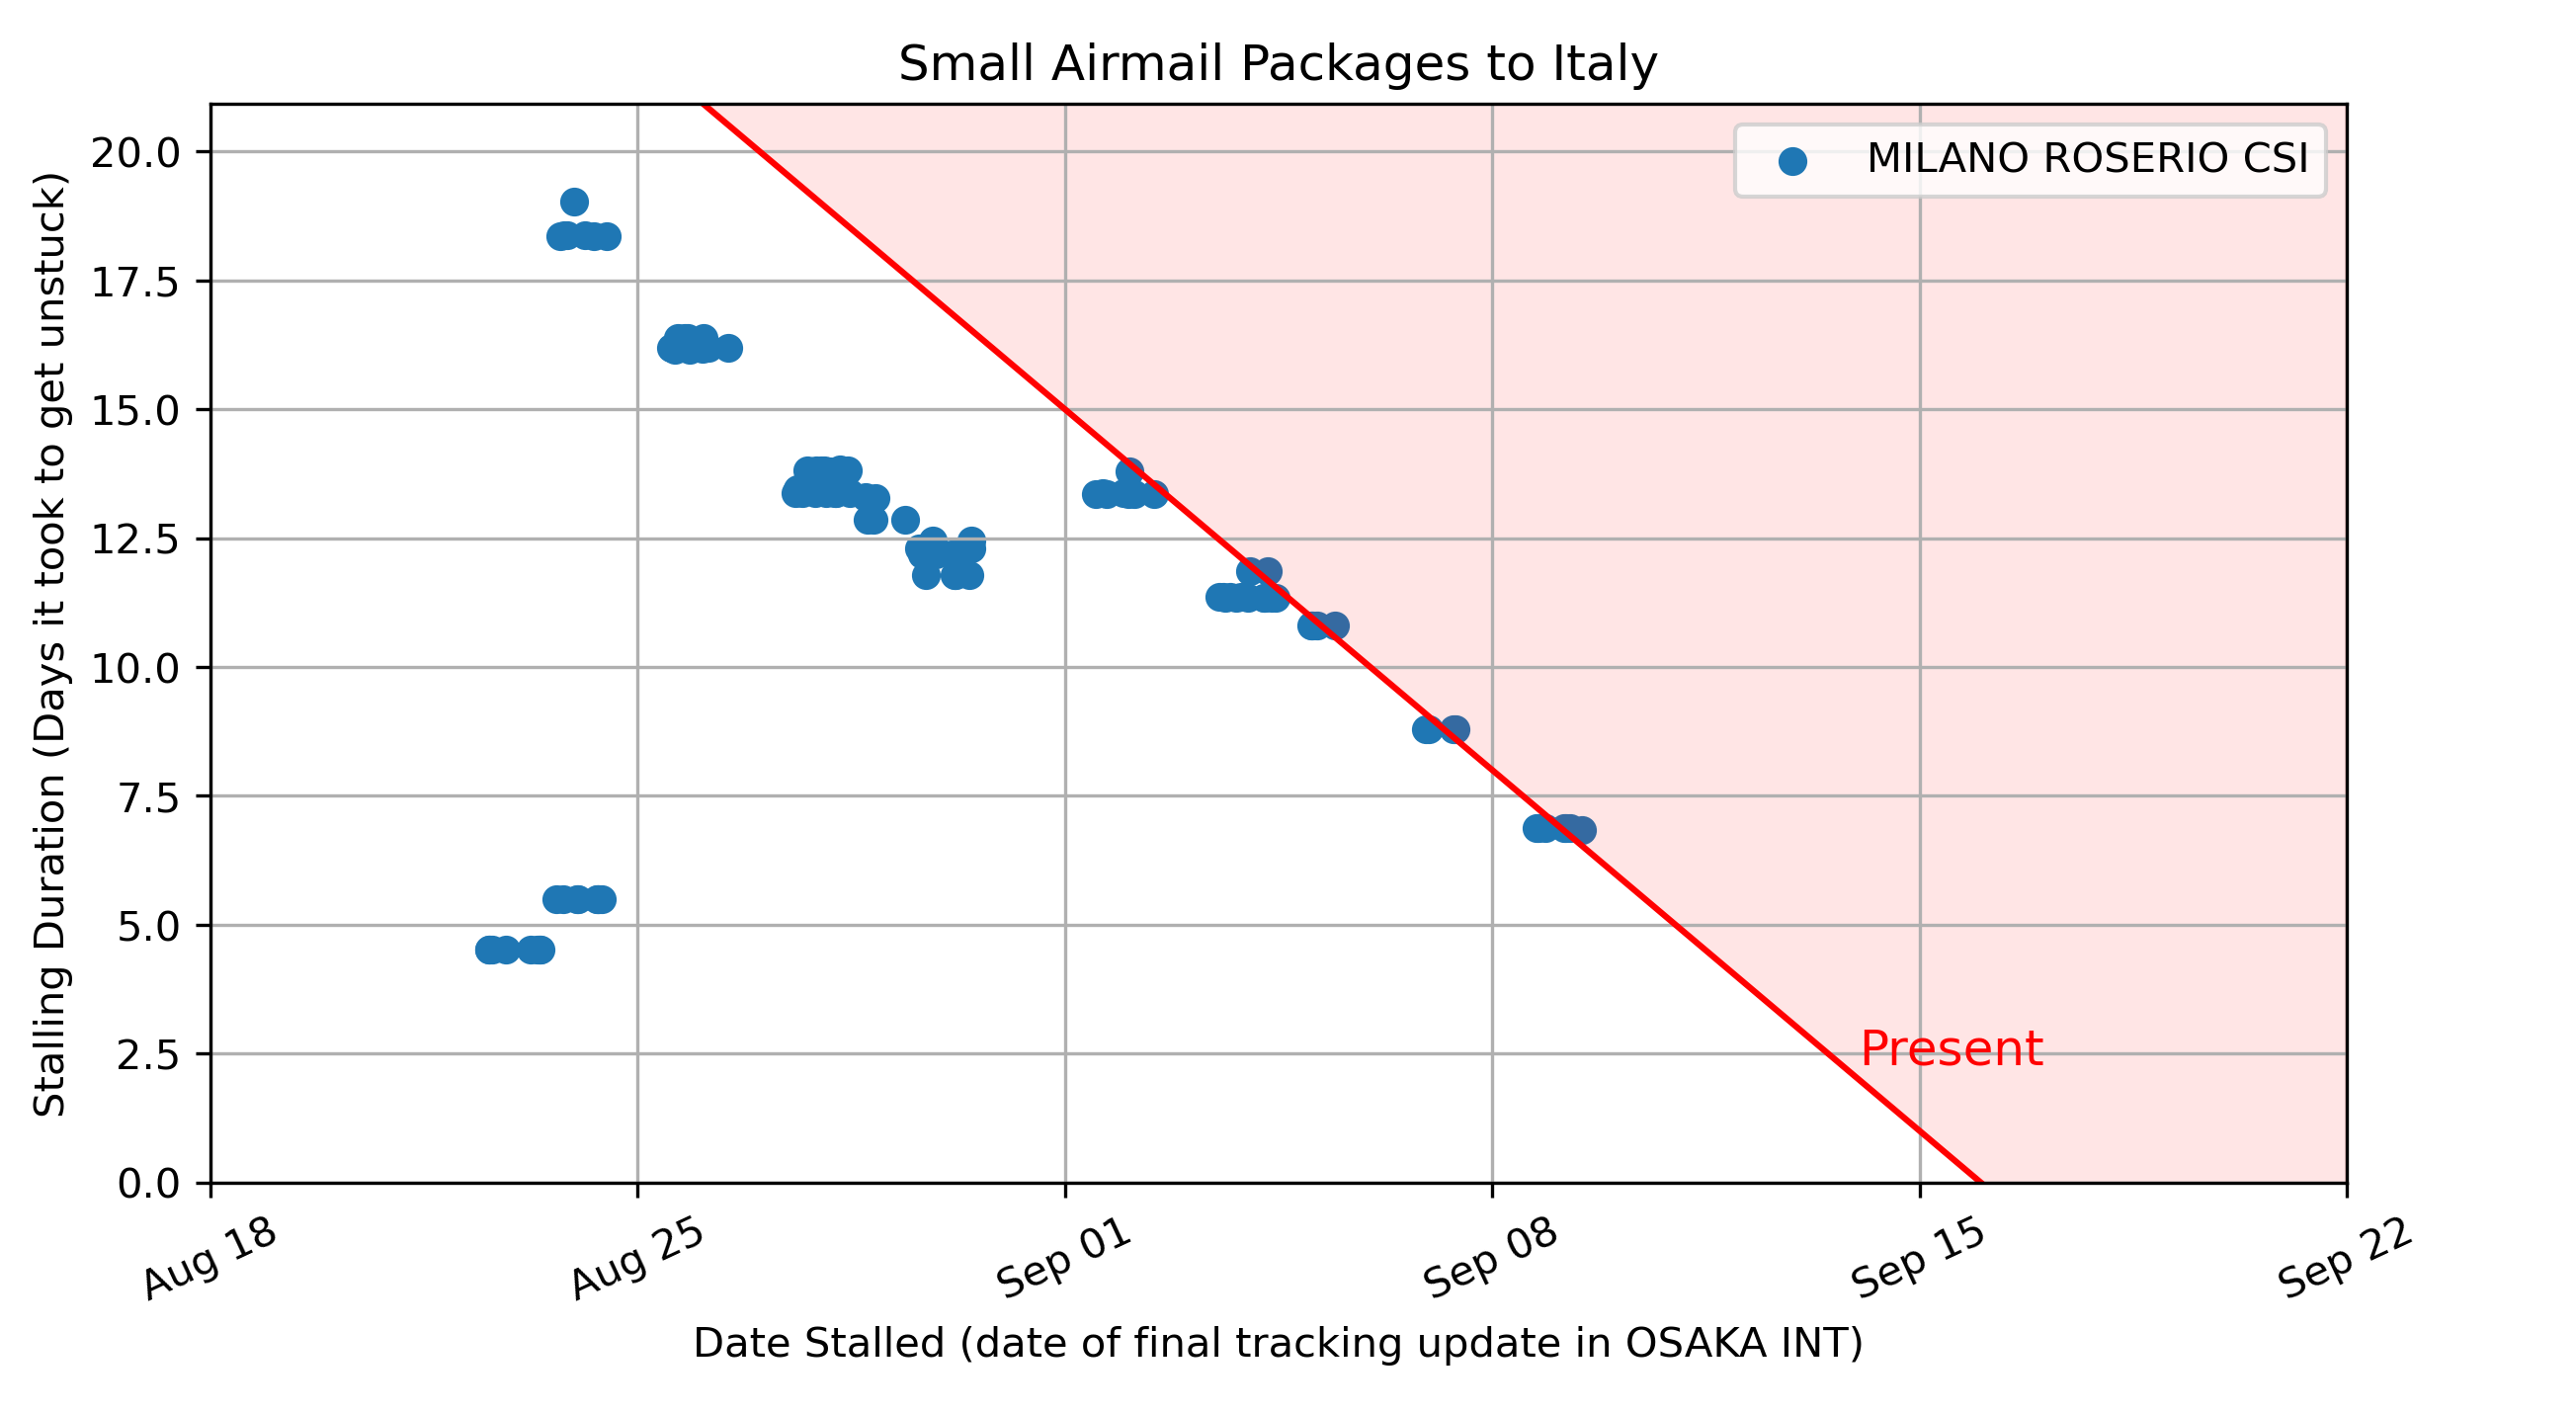 Small Airmail Packages to Italy
MILANO ROSERIO CSI
Stalling Duration (Days it took to get unstuck)
20.0
17.5
15.0
12.5
10.0
7.5
5.0
2.5
0.0
Present
Aug 18
Aug 25
Sep 01
Sep 08
Sep 15
Sep 22
Date Stalled (date of final tracking update in OSAKA INT)